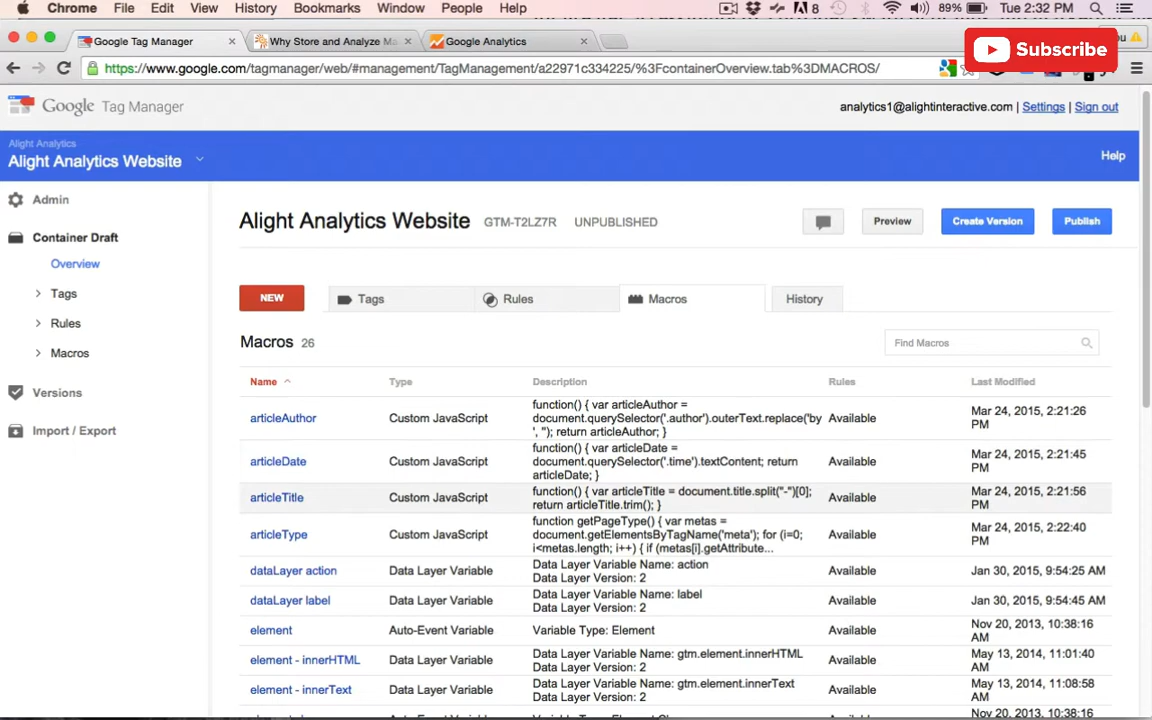 Chrome File Edit View History Bookmarks Window People Help 8 89% Tue 2:32 PM
Google Tag Manager Why Store and Analyze Ma Google Analytics
Subscribe
https://www.google.com/tagmanager/web/#management/TagManagement/a22971c334225/%3FcontainerOverview.tab%3DMACROS/
Google Tag Manager
analytics1@alightinteractive.com | Settings | Sign out
Alight Analytics
Alight Analytics Website
Help
Admin
Container Draft
Overview
Tags
Rules
Macros
Versions
Import / Export
Alight Analytics Website GTM-T2LZ7R UNPUBLISHED
Preview Create Version Publish
NEW Tags Rules Macros History
Macros 26 Find Macros
Name Type Description Rules Last Modified
articleAuthor Custom JavaScript function() { var articleAuthor =
document.querySelector('.author').outerText.replace('by
', ''); return articleAuthor; } Available Mar 24, 2015, 2:21:26
PM
articleDate Custom JavaScript function() { var articleDate =
document.querySelector('.time').textContent; return
articleDate; } Available Mar 24, 2015, 2:21:45
PM
articleTitle Custom JavaScript function() { var articleTitle = document.title.split("-")[0];
return articleTitle.trim(); } Available Mar 24, 2015, 2:21:56
PM
articleType Custom JavaScript function getPageType() { var metas =
document.getElementsByTagName('meta'); for (i=0;
i<metas.length; i++) { if (metas[i].getAttribute... Available Mar 24, 2015, 2:22:40
PM
dataLayer action Data Layer Variable Data Layer Variable Name: action
Data Layer Version: 2 Available Jan 30, 2015, 9:54:25 AM
dataLayer label Data Layer Variable Data Layer Variable Name: label
Data Layer Version: 2 Available Jan 30, 2015, 9:54:45 AM
element Auto-Event Variable Variable Type: Element Available Nov 20, 2013, 10:38:16
AM
element - innerHTML Data Layer Variable Data Layer Variable Name: gtm.element.innerHTML
Data Layer Version: 2 Available May 13, 2014, 11:01:40
AM
element - innerText Data Layer Variable Data Layer Variable Name: gtm.element.innerText
Data Layer Version: 2 Available May 13, 2014, 11:08:58
AM
Nov 20, 2013, 10:38:16